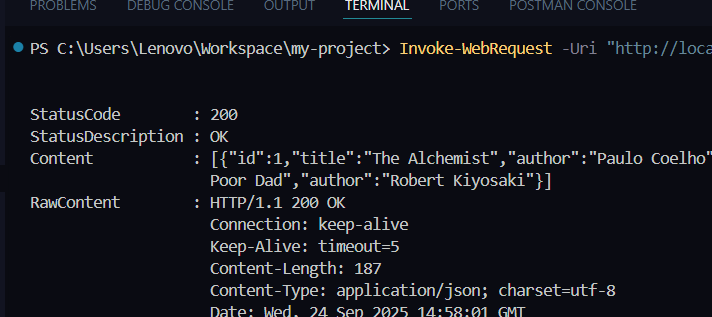 PROBLEMS DEBUG CONSOLE OUTPUT TERMINAL PORTS POSTMAN CONSOLE
PS C:\Users\Lenovo\Workspace\my-project> Invoke-WebRequest -Uri "http://loca
StatusCode : 200
StatusDescription : OK
Content : [{"id":1,"title":"The Alchemist","author":"Paulo Coelho"
Poor Dad","author":"Robert Kiyosaki"}]
RawContent : HTTP/1.1 200 OK
Connection: keep-alive
Keep-Alive: timeout=5
Content-Length: 187
Content-Type: application/json; charset=utf-8
Date: Wed, 24 Sep 2025 14:58:01 GMT